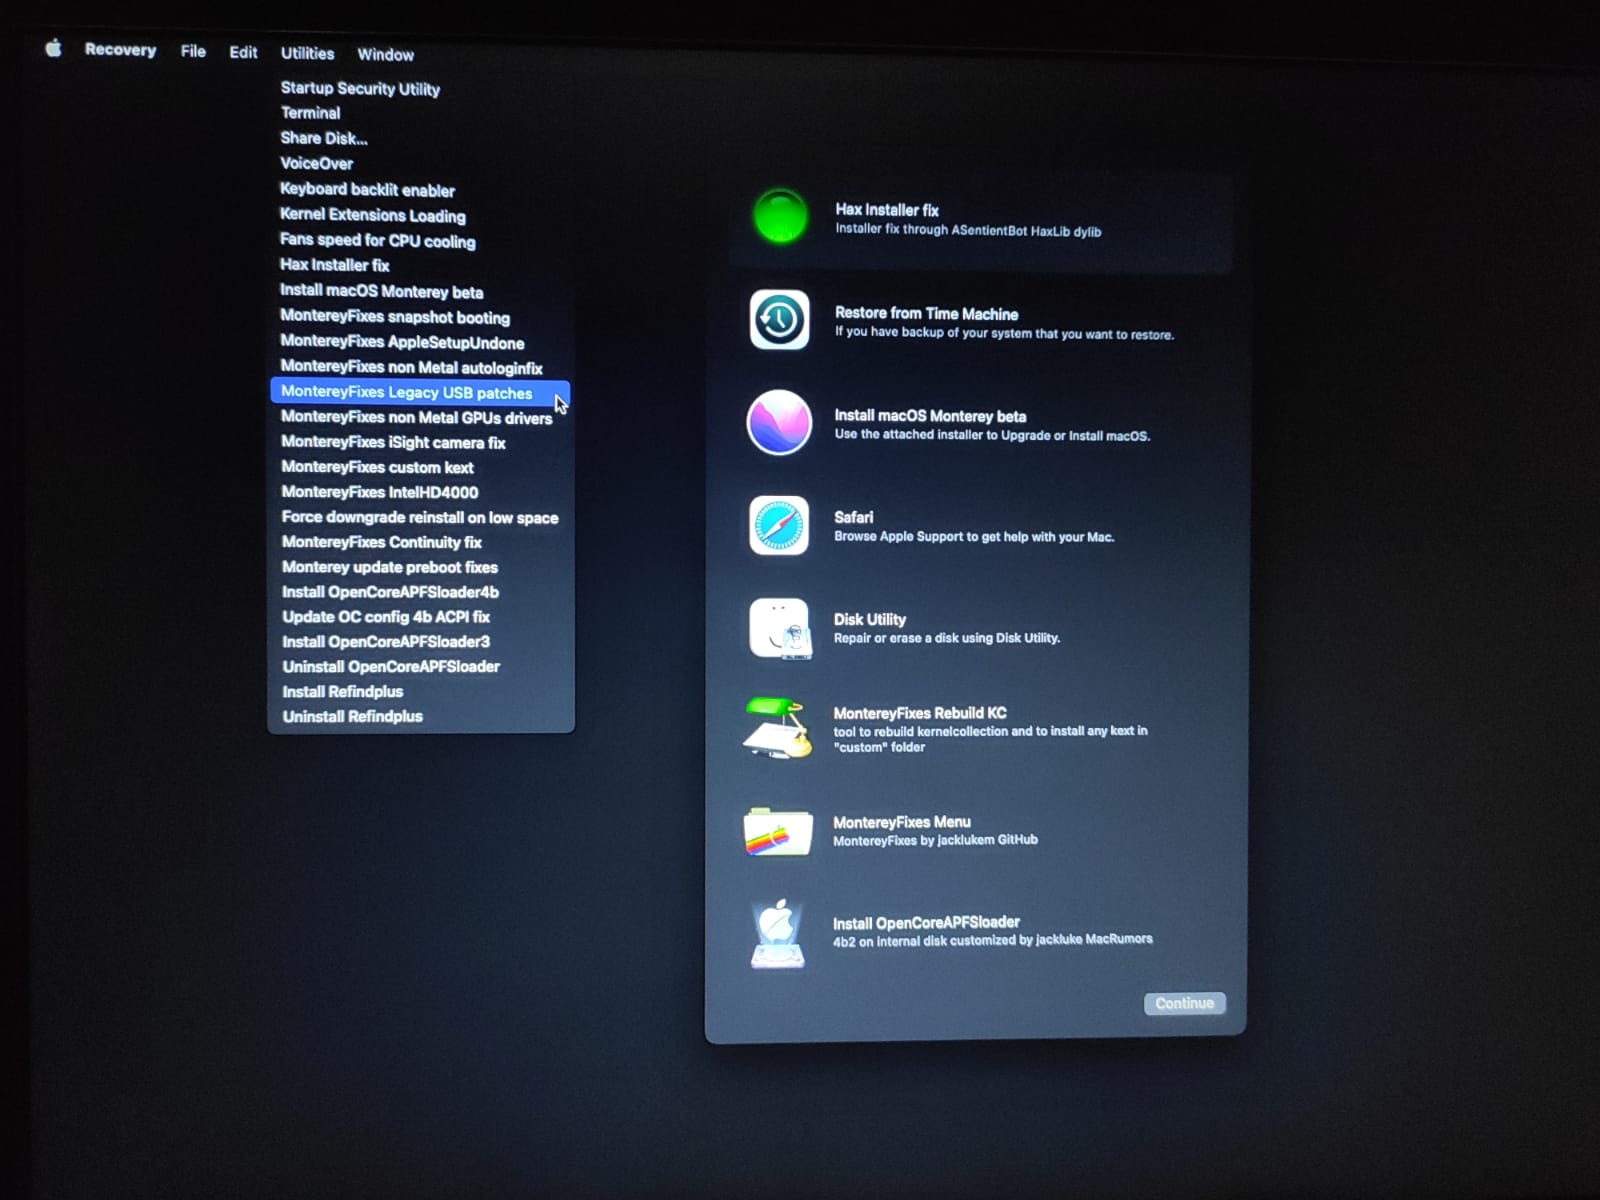 Recovery File Edit Utilities Window
Startup Security Utility
Terminal
Share Disk...
VoiceOver
Keyboard backlit enabler
Kernel Extensions Loading
Fans speed for CPU cooling
Hax Installer fix
Install macOS Monterey beta
MontereyFixes snapshot booting
MontereyFixes AppleSetupUndone
MontereyFixes non Metal autologinfix
MontereyFixes Legacy USB patches
MontereyFixes non Metal GPUs drivers
MontereyFixes iSight camera fix
MontereyFixes custom kext
MontereyFixes IntelHD4000
Force downgrade reinstall on low space
MontereyFixes Continuity fix
Monterey update preboot fixes
Install OpenCoreAPFSloader4b
Update OC config 4b ACPI fix
Install OpenCoreAPFSloader3
Uninstall OpenCoreAPFSloader
Install Refindplus
Uninstall Refindplus
Hax Installer fix
Installer fix through ASentientBot HaxLib dylib
Restore from Time Machine
If you have backup of your system that you want to restore.
Install macOS Monterey beta
Use the attached installer to Upgrade or Install macOS.
Safari
Browse Apple Support to get help with your Mac.
Disk Utility
Repair or erase a disk using Disk Utility.
MontereyFixes Rebuild KC
tool to rebuild kernelcollection and to install any kext in
"custom" folder
MontereyFixes Menu
MontereyFixes by jacklukem GitHub
Install OpenCoreAPFSloader
4b2 on internal disk customized by jackluke MacRumors
Continue